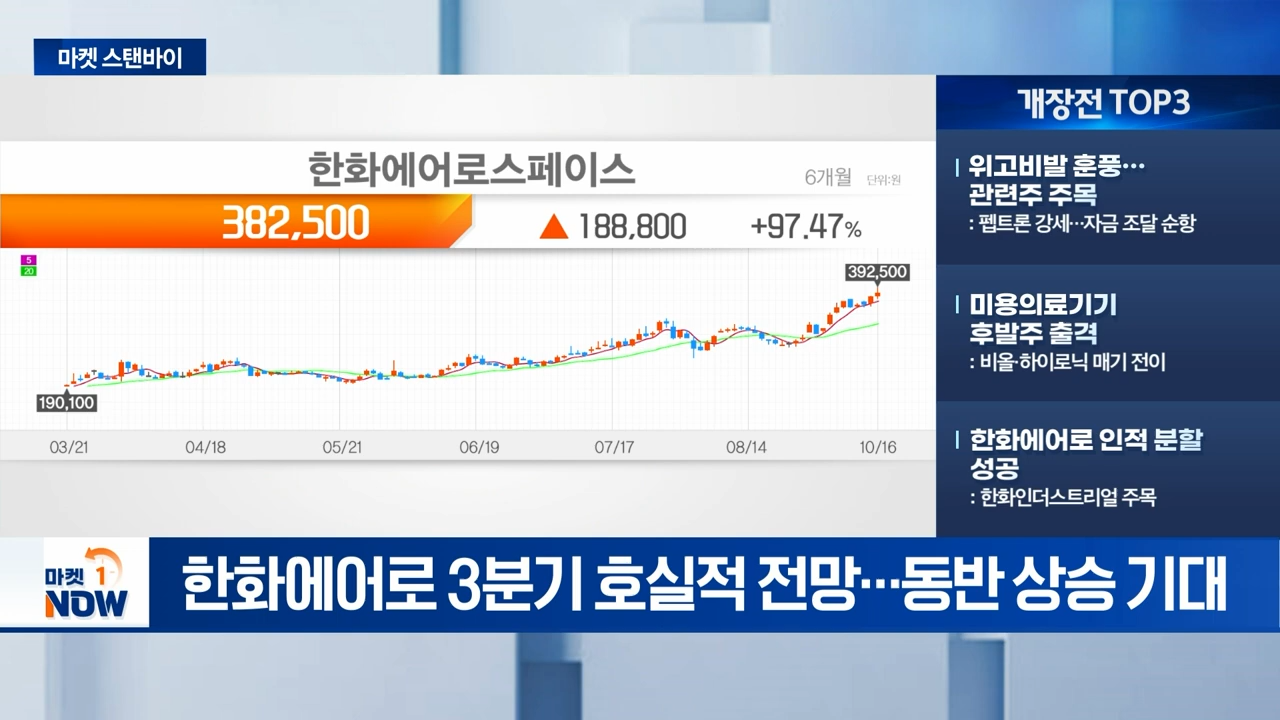 마켓 스탠바이
한화에어로스페이스
6개월 단위:원
382,500 ▲ 188,800 +97.47%
5
20
392,500
190,100
03/21 04/18 05/21 06/19 07/17 08/14 10/16
개장전 TOP3
위고비발 훈풍…
관련주 주목
: 펩트론 강세…자금 조달 순항
미용의료기기
후발주 출격
: 비올·하이로닉 매기 전이
한화에어로 인적 분할
성공
: 한화인더스트리얼 주목
마켓 1
NOW
한화에어로 3분기 호실적 전망…동반 상승 기대